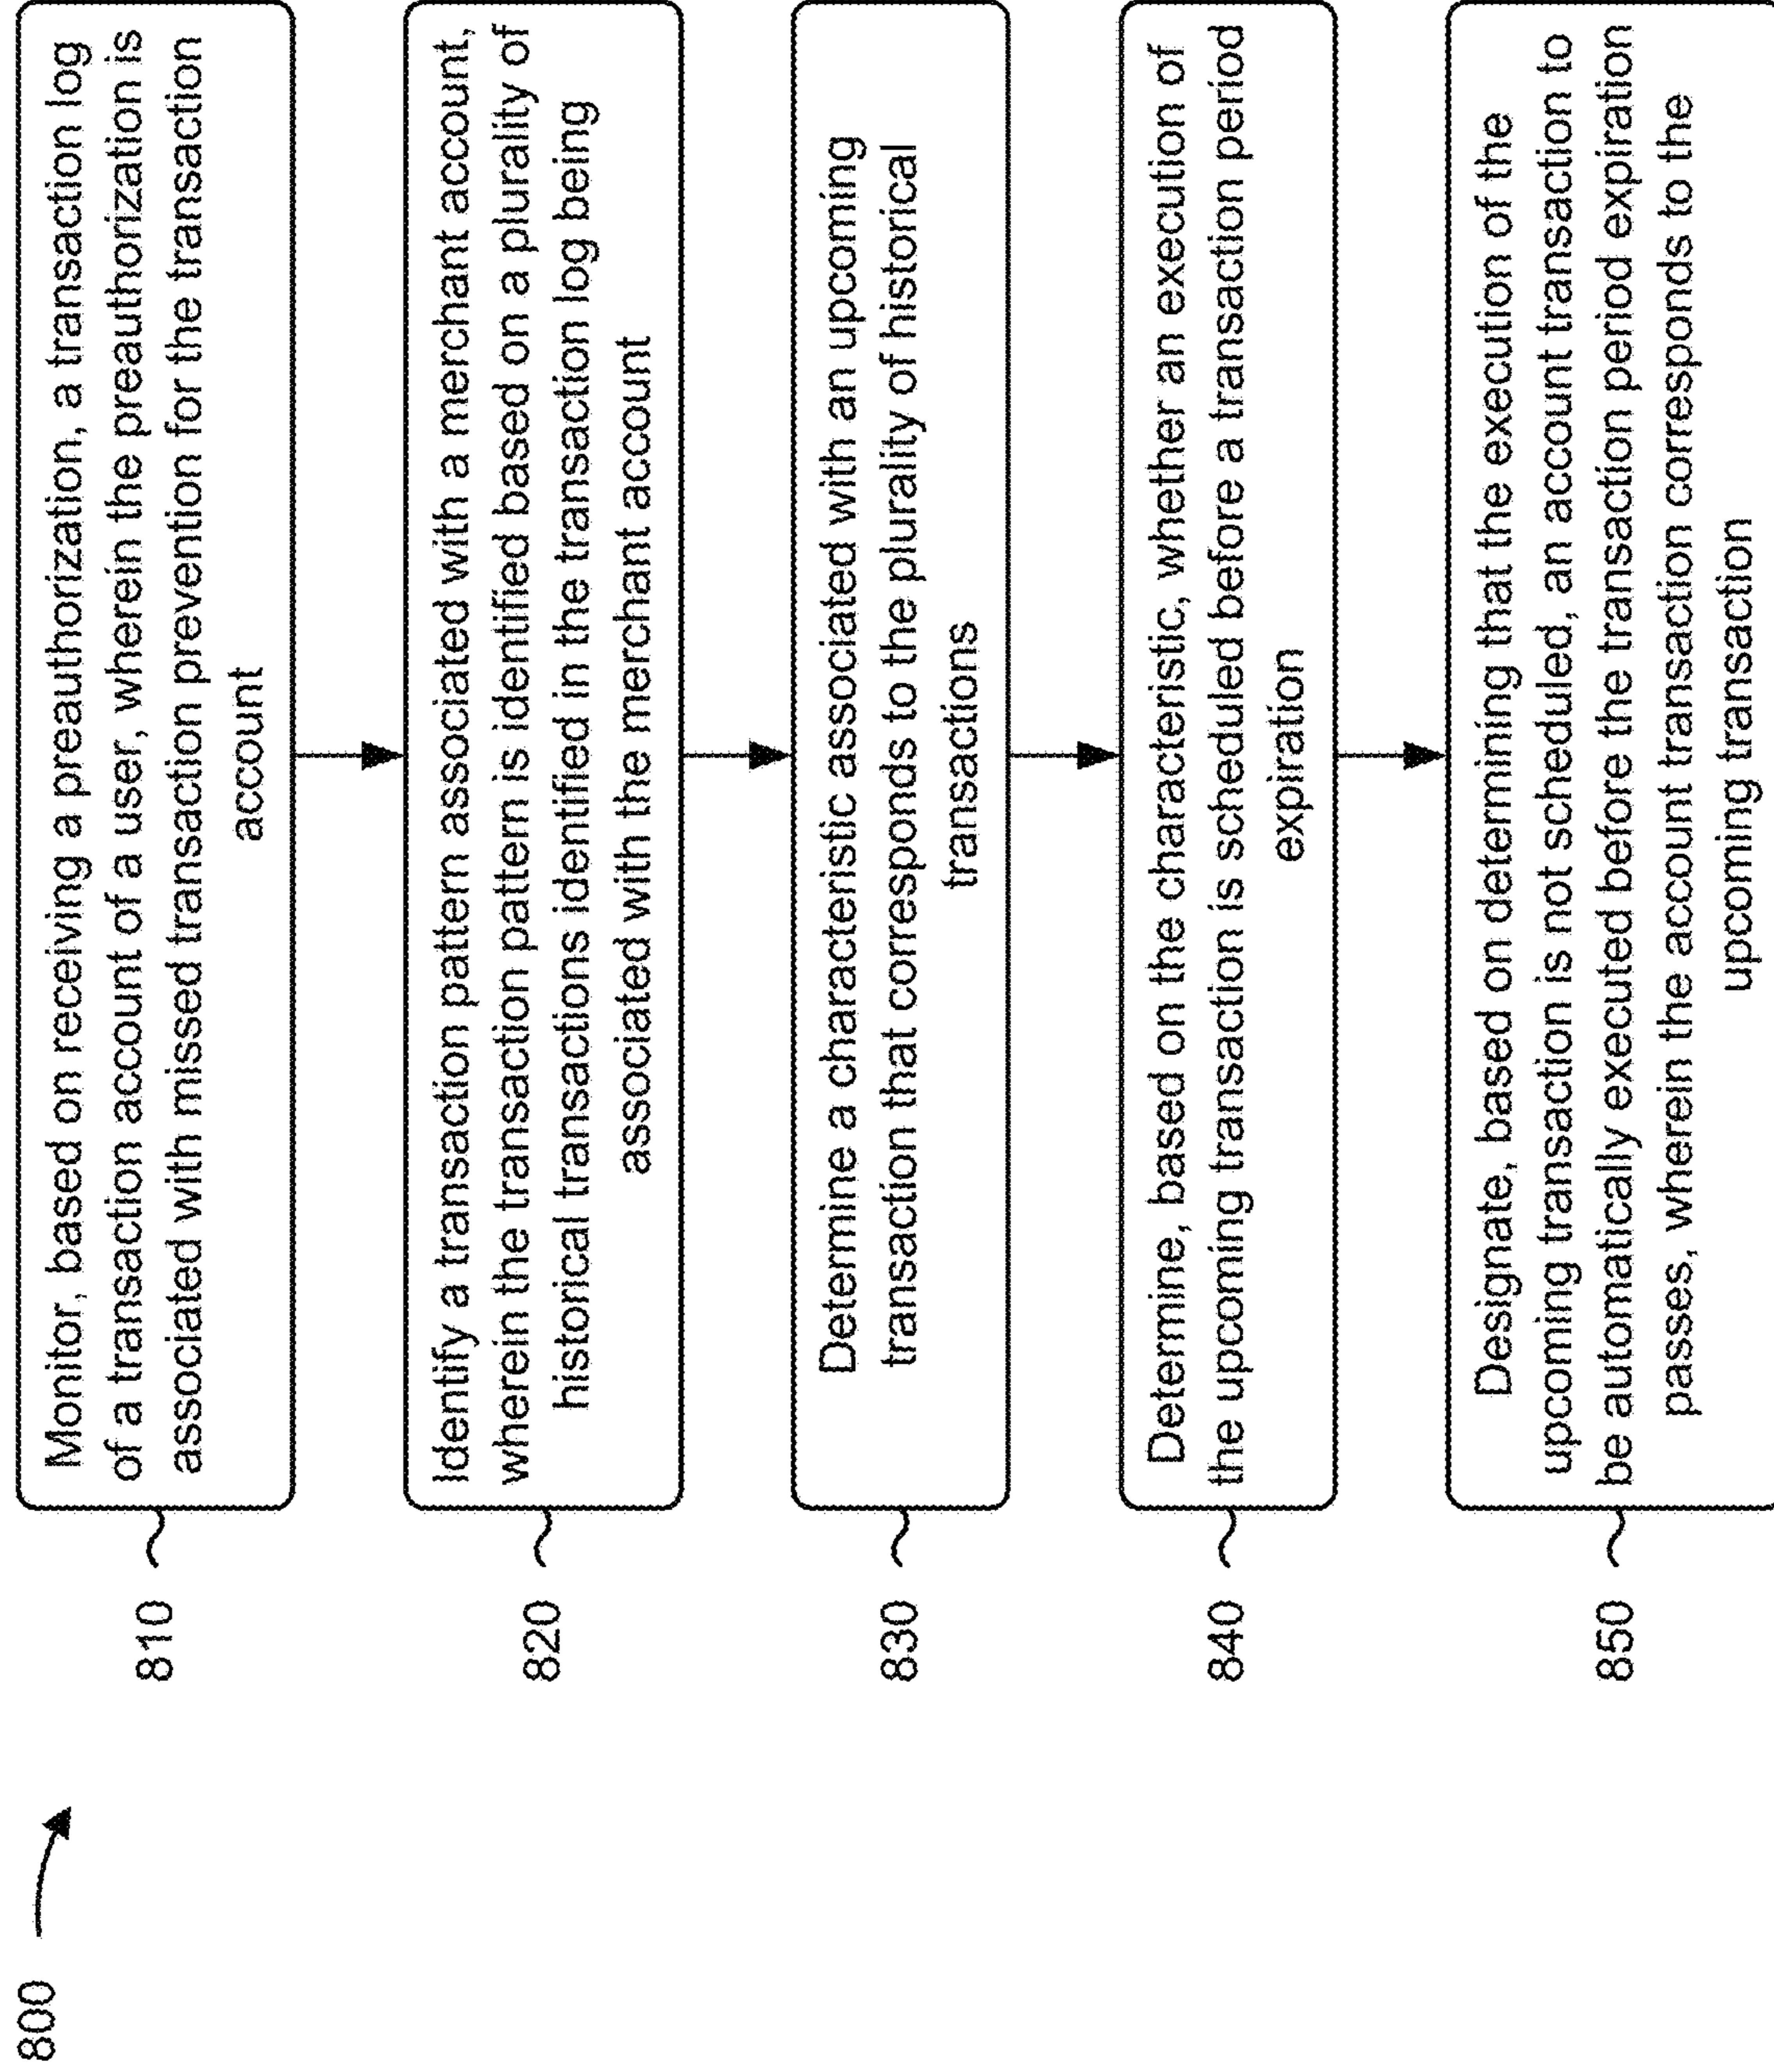 800
810
Monitor, based on receiving a preauthorization, a transaction log
of a transaction account of a user, wherein the preauthorization is
associated with missed transaction prevention for the transaction
account
820
Identify a transaction pattern associated with a merchant account,
wherein the transaction pattern is identified based on a plurality of
historical transactions identified in the transaction log being
associated with the merchant account
830
Determine a characteristic associated with an upcoming
transaction that corresponds to the plurality of historical
transactions
840
Determine, based on the characteristic, whether an execution of
the upcoming transaction is scheduled before a transaction period
expiration
850
Designate, based on determining that the execution of the
upcoming transaction is not scheduled, an account transaction to
be automatically executed before the transaction period expiration
passes, wherein the account transaction corresponds to the
upcoming transaction